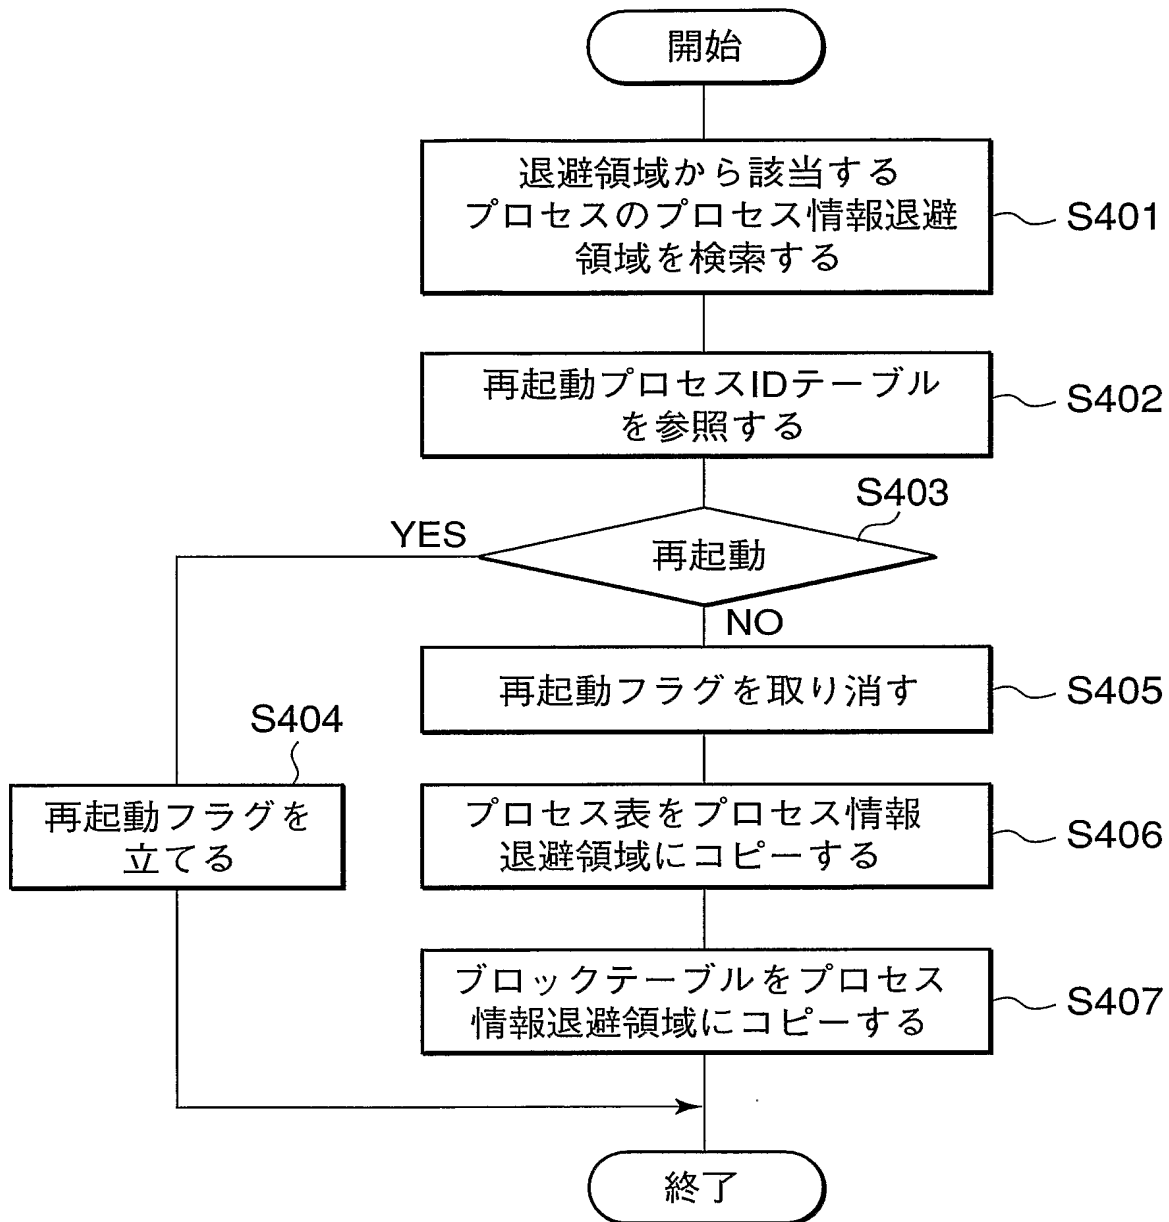 開始
退避領域から該当する
プロセスのプロセス情報退避
領域を検索する
S401
再起動プロセスIDテーブル
を参照する
S402
S403
YES
再起動
NO
再起動フラグを取り消す
S405
S404
再起動フラグを
立てる
プロセス表をプロセス情報
退避領域にコピーする
S406
ブロックテーブルをプロセス
情報退避領域にコピーする
S407
終了